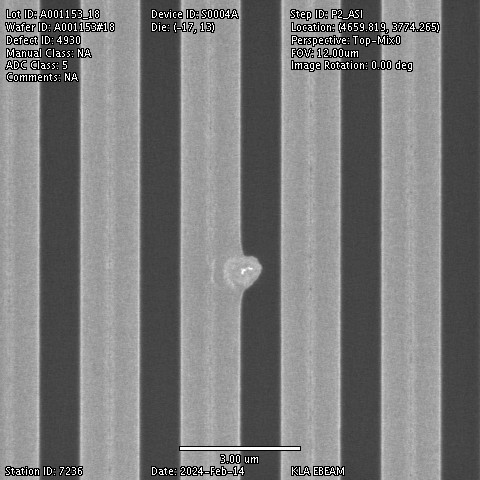 Lot ID: A001153_18
Device ID: S0004A
Step ID: P2_ASI
Wafer ID: A001153#18
Die: (-17, 15)
Location: (4659.819, 3774.265)
Defect ID: 4930
Perspective: Top-Mix0
Manual Class: NA
FOV: 12.00um
ADC Class: 5
Image Rotation: 0.00 deg
Comments: NA
3.00 um
Station ID: 7236
Date: 2024-Feb-14
KLA EBEAM